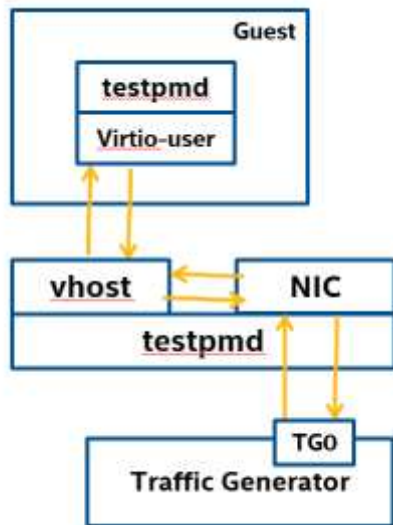 Guest
testpmd
Virtio-user
vhost
NIC
testpmd
TG0
Traffic Generator